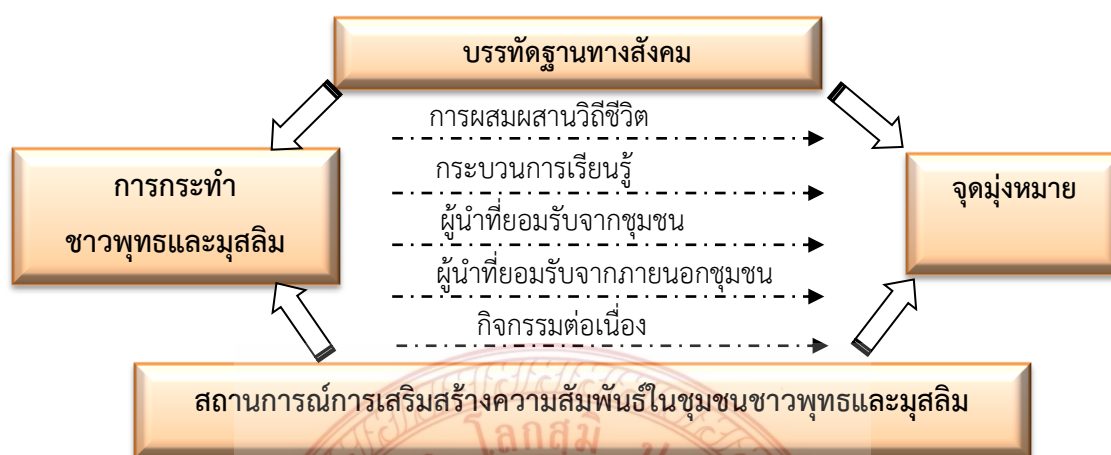 บรรทัดฐานทางสังคม
การผสมผสานวิถีชีวิต
กระบวนการเรียนรู้
การกระทำ
ชาวพุทธและมุสลิม
จุดมุ่งหมาย
ผู้นำที่ยอมรับจากชุมชน
ผู้นำที่ยอมรับจากภายนอกชุมชน
กิจกรรมต่อเนื่อง
สถานการณ์การเสริมสร้างความสัมพันธ์ในชุมชนชาวพุทธและมุสลิม
โลกสฺมิ